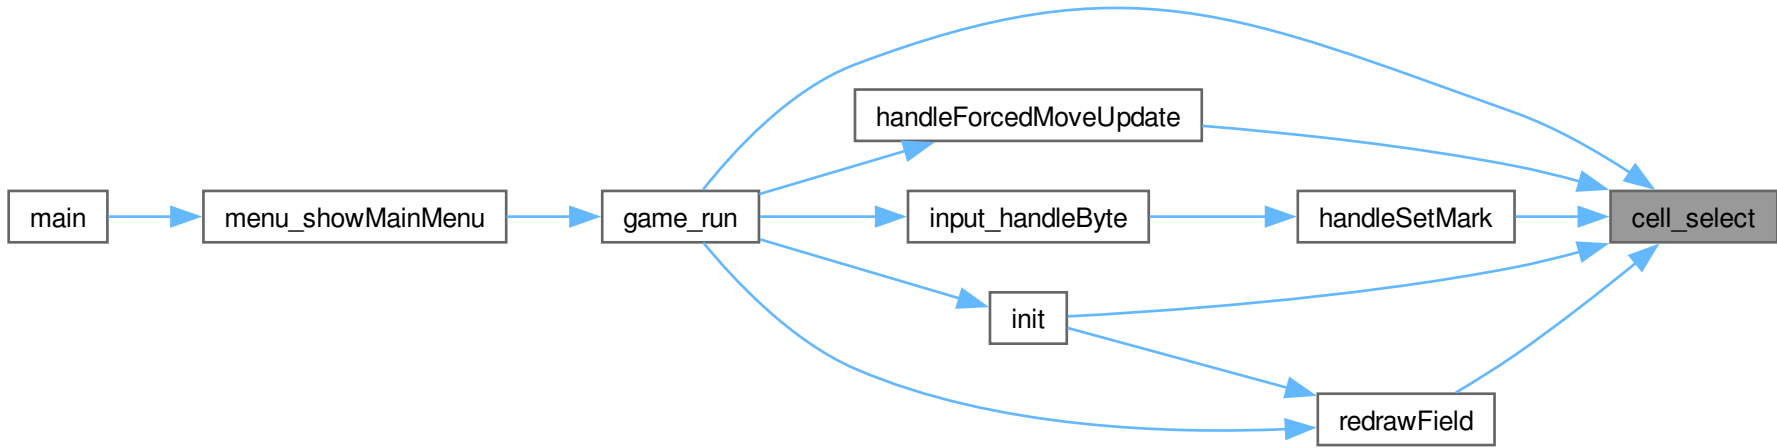 main
menu_showMainMenu
game_run
handleForcedMoveUpdate
input_handleByte
handleSetMark
cell_select
init
redrawField